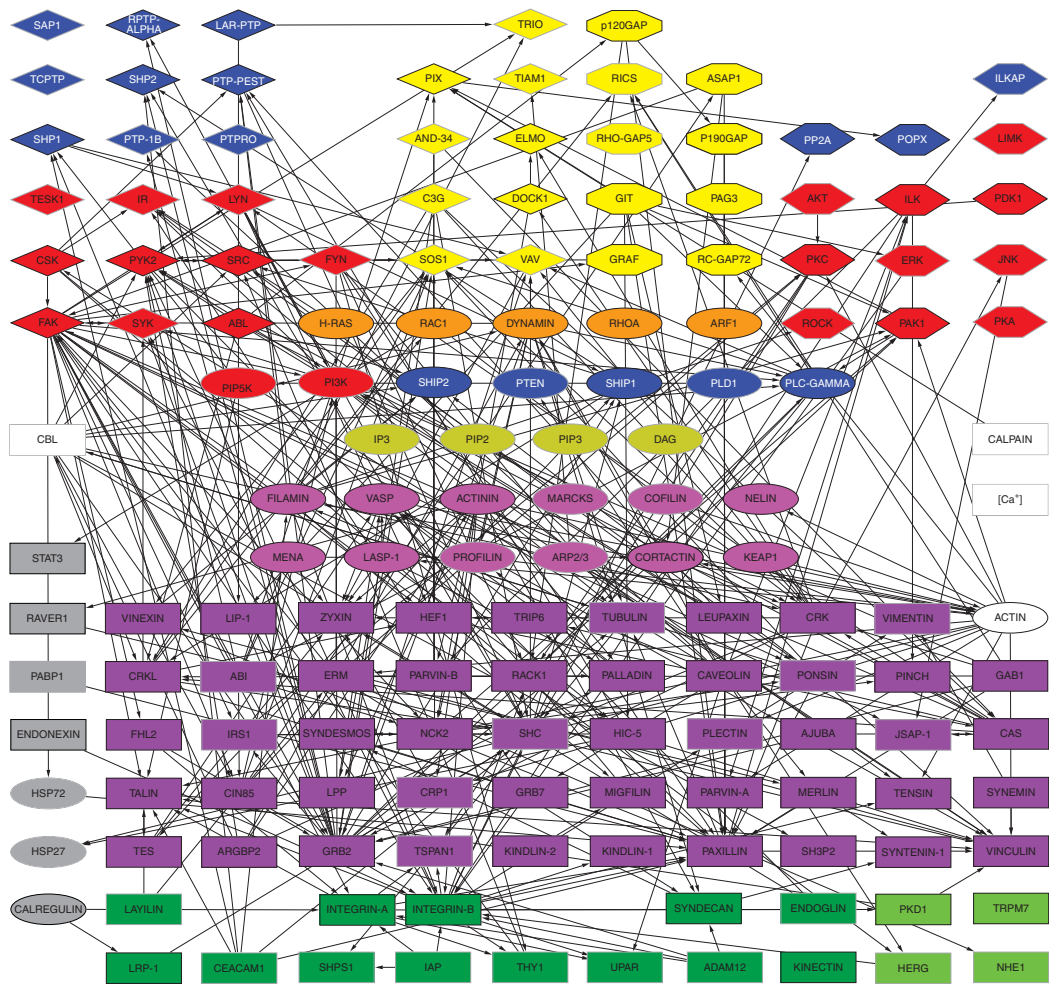 SAP1
RPTP-
ALPHA
LAR-PTP
TRIO
p120GAP
TCPTP
SHP2
PTP-PEST
PIX
TIAM1
RICS
ASAP1
ILKAP
SHP1
PTP-1B
PTPRO
AND-34
ELMO
RHO-GAP5
P190GAP
PP2A
POPX
LIMK
TESK1
IR
LYN
C3G
DOCK1
GIT
PAG3
AKT
ILK
PDK1
CSK
PYK2
SRC
FYN
SOS1
VAV
GRAF
RC-GAP72
PKC
ERK
JNK
FAK
SYK
ABL
H-RAS
RAC1
DYNAMIN
RHOA
ARF1
ROCK
PAK1
PKA
PIP5K
PI3K
SHIP2
PTEN
SHIP1
PLD1
PLC-GAMMA
CBL
IP3
PIP2
PIP3
DAG
CALPAIN
FILAMIN
VASP
ACTININ
MARCKS
COFILIN
NELIN
[Ca+]
STAT3
MENA
LASP-1
PROFILIN
ARP2/3
CORTACTIN
KEAP1
RAVER1
VINEXIN
LIP-1
ZYXIN
HEF1
TRIP6
TUBULIN
LEUPAXIN
CRK
VIMENTIN
ACTIN
PABP1
CRKL
ABI
ERM
PARVIN-B
RACK1
PALLADIN
CAVEOLIN
PONSIN
PINCH
GAB1
ENDONEXIN
FHL2
IRS1
SYNDESMOS
NCK2
SHC
HIC-5
PLECTIN
AJUBA
JSAP-1
CAS
HSP72
TALIN
CIN85
LPP
CRP1
GRB7
MIGFILIN
PARVIN-A
MERLIN
TENSIN
SYNEMIN
HSP27
TES
ARGBP2
GRB2
TSPAN1
KINDLIN-2
KINDLIN-1
PAXILLIN
SH3P2
SYNTENIN-1
VINCULIN
CALREGULIN
LAYILIN
INTEGRIN-A
INTEGRIN-B
SYNDECAN
ENDOGLIN
PKD1
TRPM7
LRP-1
CEACAM1
SHPS1
IAP
THY1
UPAR
ADAM12
KINECTIN
HERG
NHE1